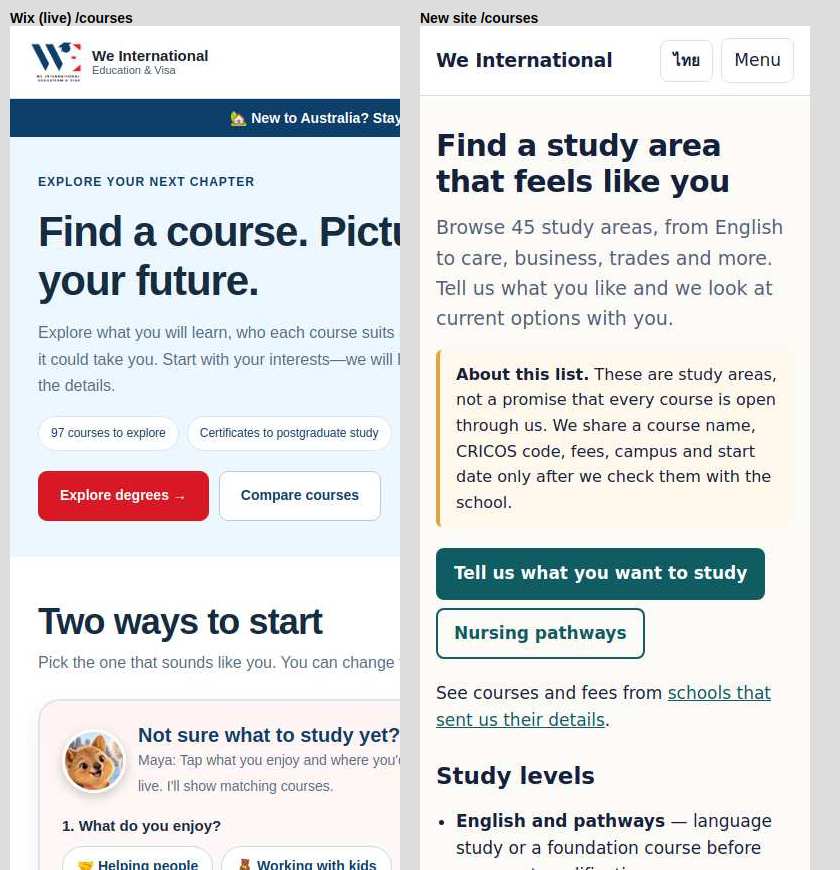 Wix (live) /courses
We International
Education & Visa
WE INTERNATIONAL
EDUCATION & VISA
🏡 New to Australia? Stay
EXPLORE YOUR NEXT CHAPTER
Find a course. Pictu
your future.
Explore what you will learn, who each course suits
it could take you. Start with your interests—we will
the details.
97 courses to explore
Certificates to postgraduate study
Explore degrees →
Compare courses
Two ways to start
Pick the one that sounds like you. You can change
Not sure what to study yet?
Maya: Tap what you enjoy and where you'd
live. I'll show matching courses.
1. What do you enjoy?
🤝 Helping people
🧸 Working with kids
New site /courses
We International
ไทย
Menu
Find a study area
that feels like you
Browse 45 study areas, from English
to care, business, trades and more.
Tell us what you like and we look at
current options with you.
About this list. These are study areas,
not a promise that every course is open
through us. We share a course name,
CRICOS code, fees, campus and start
date only after we check them with the
school.
Tell us what you want to study
Nursing pathways
See courses and fees from schools that
sent us their details.
Study levels
• English and pathways — language
study or a foundation course before